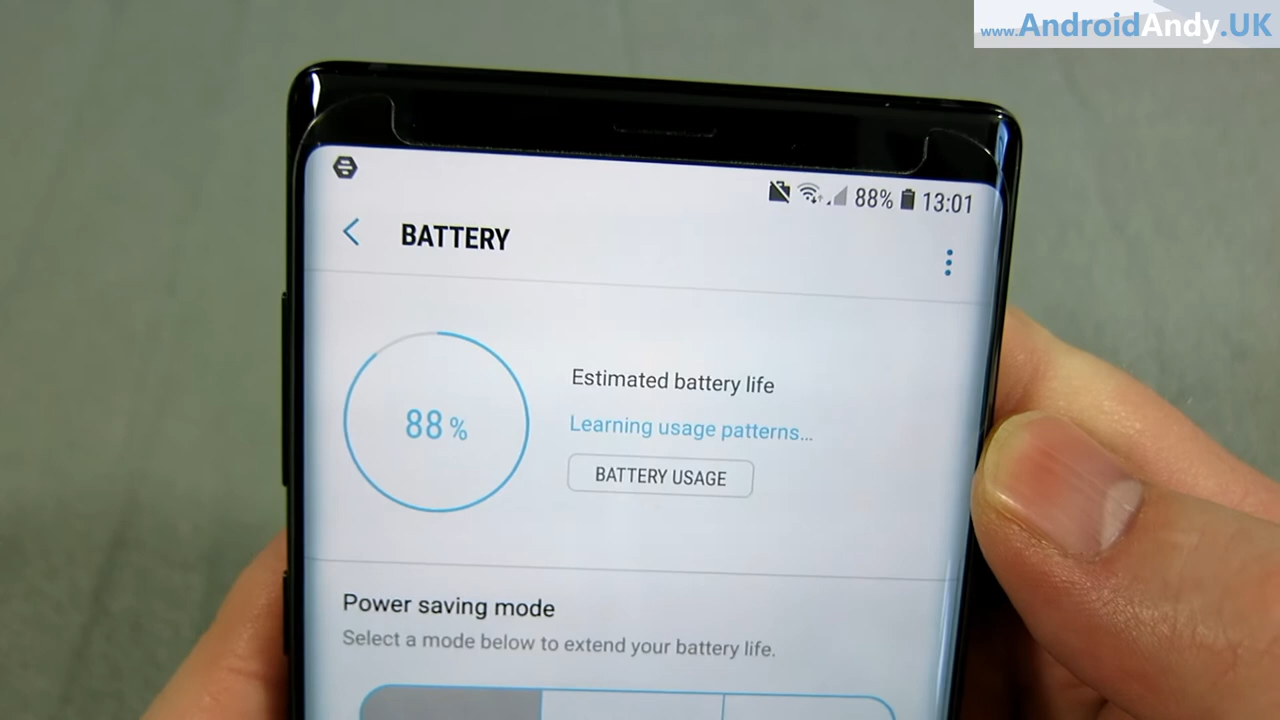 www.AndroidAndy.UK
88% 13:01
BATTERY
88%
Estimated battery life
Learning usage patterns...
BATTERY USAGE
Power saving mode
Select a mode below to extend your battery life.